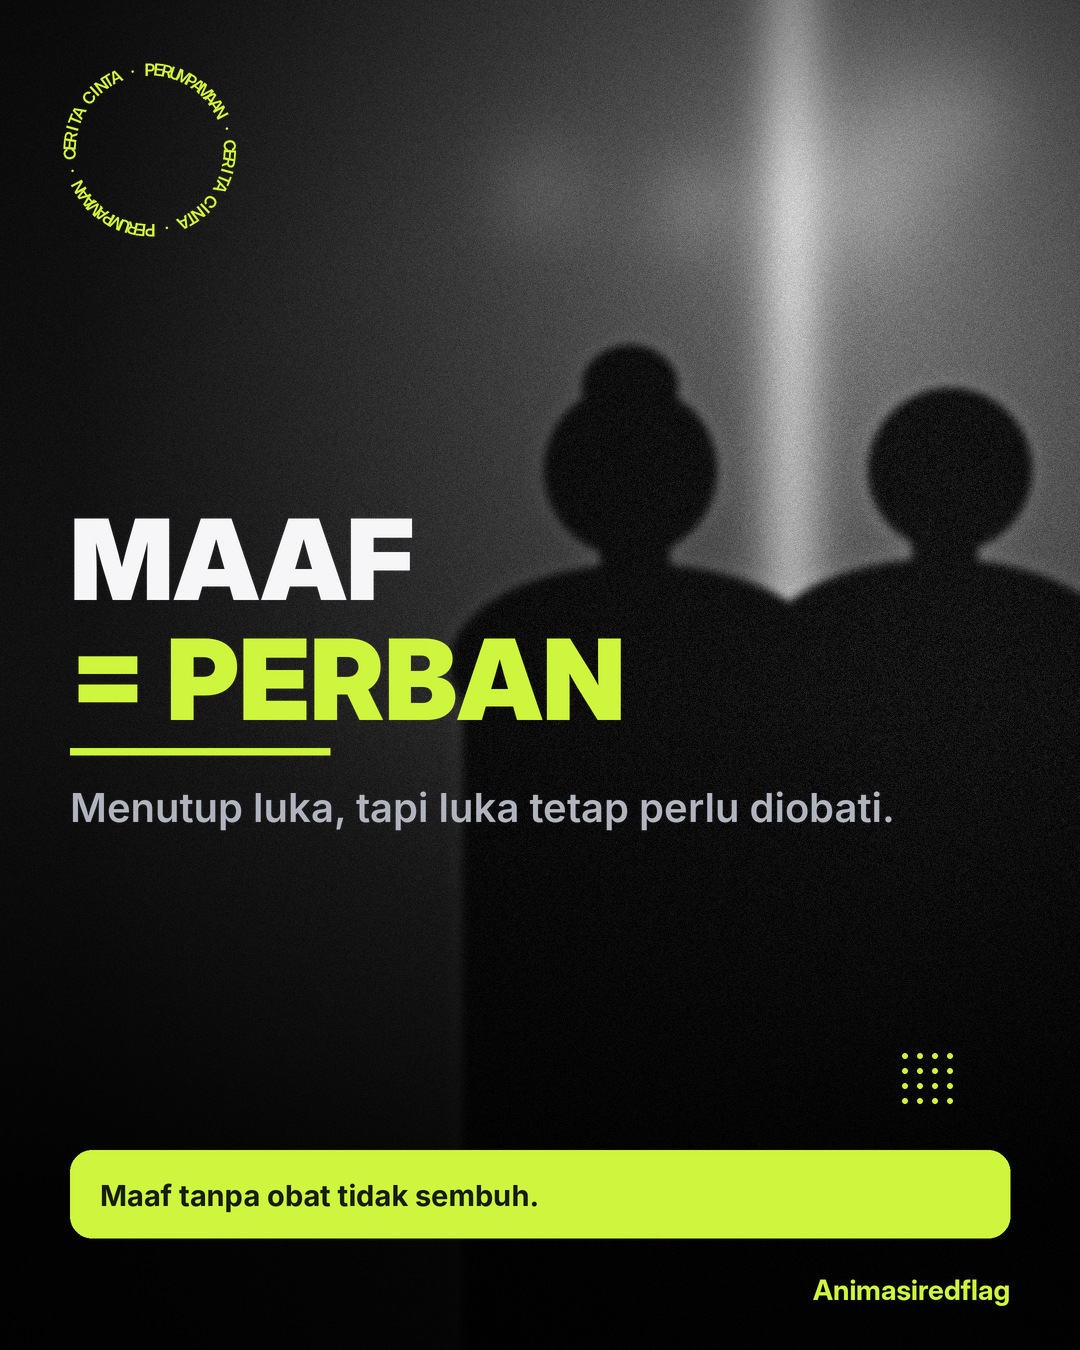 PERUMPAMAAN · CERITA CINTA · PERUMPAMAAN · CERITA CINTA ·
MAAF
= PERBAN
Menutup luka, tapi luka tetap perlu diobati.
Maaf tanpa obat tidak sembuh.
Animasiredflag